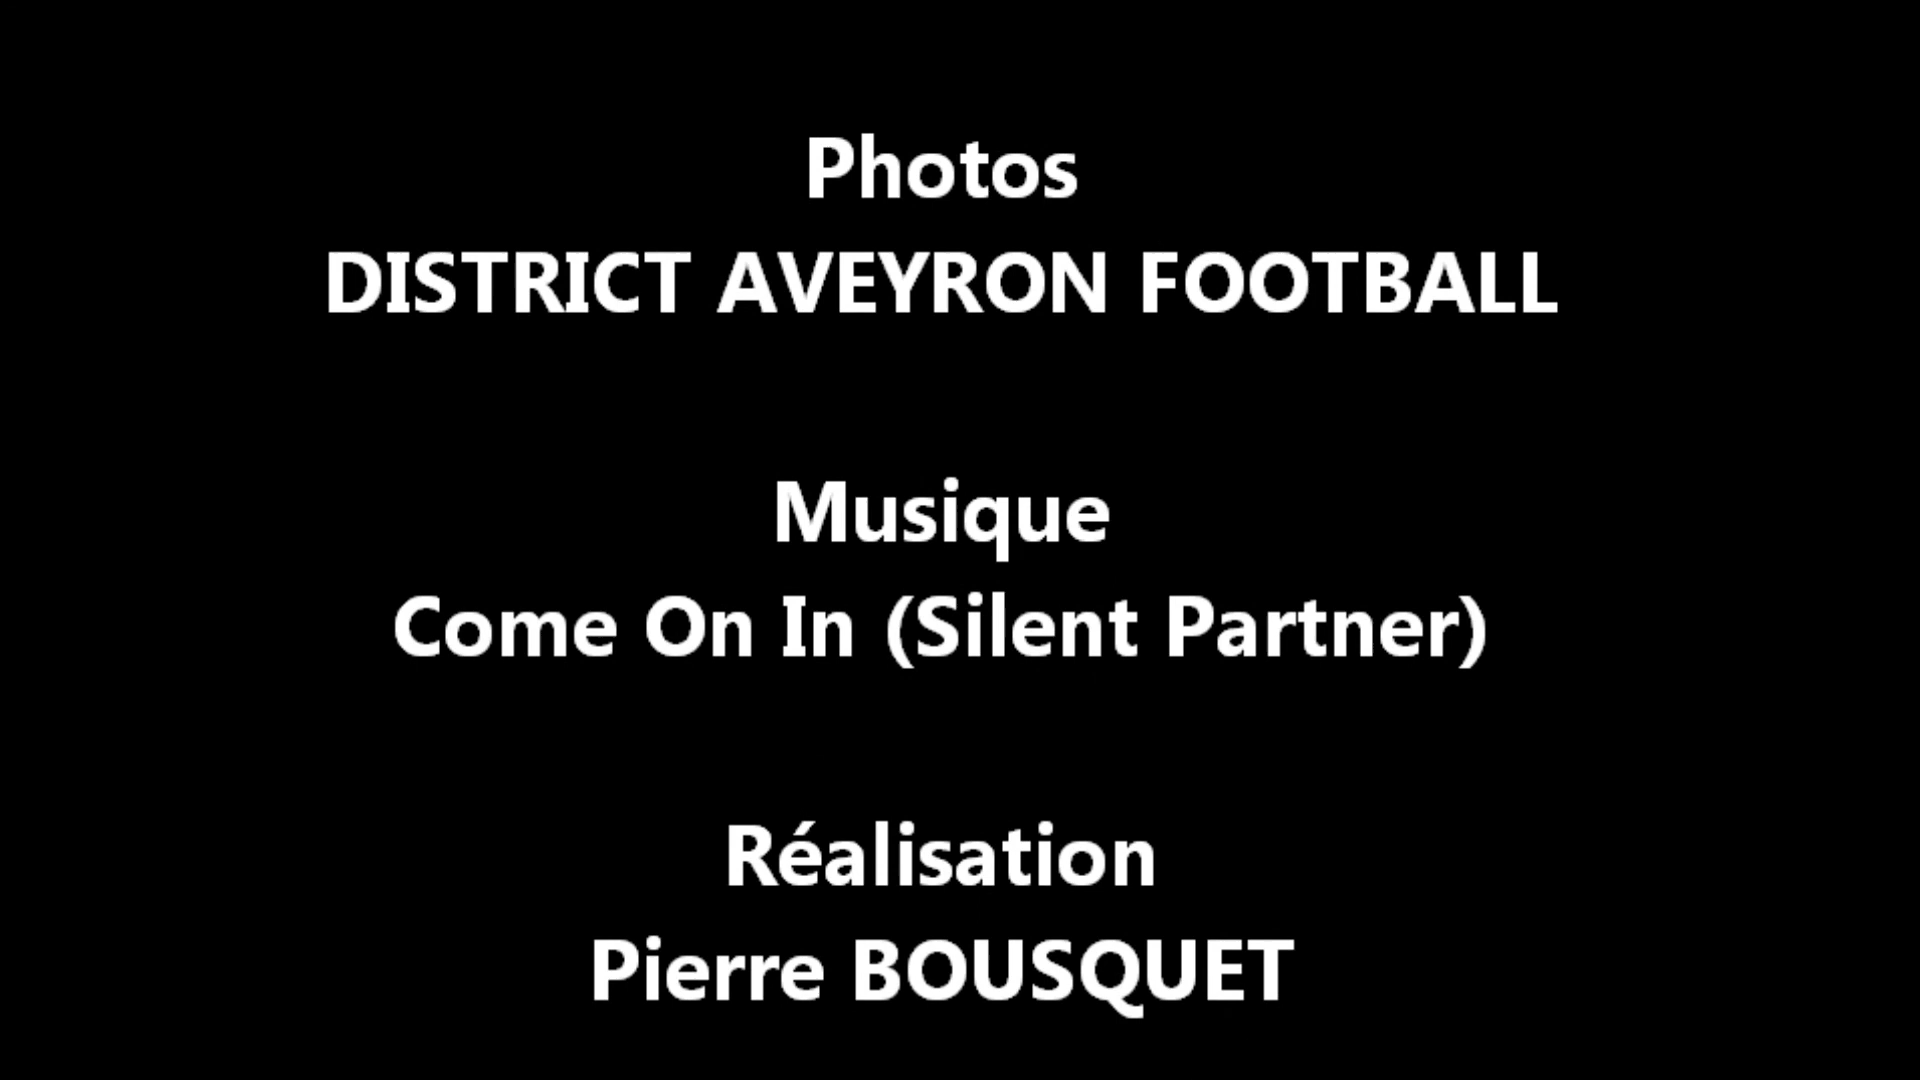 Photos
DISTRICT AVEYRON FOOTBALL
Musique
Come On In (Silent Partner)
Réalisation
Pierre BOUSQUET